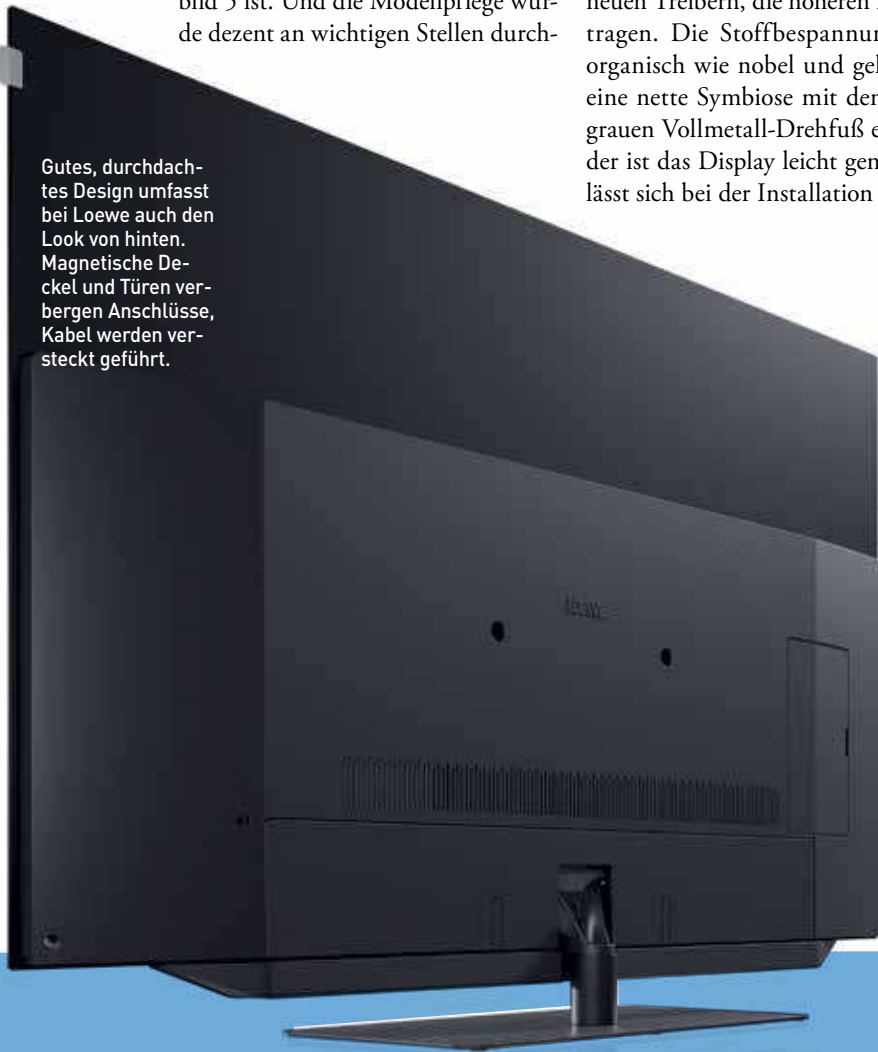 bild 5 ist. Und die Modellpflege wur-
de dezent an wichtigen Stellen durch-
neuen Treibern, die höheren
tragen. Die Stoffbespannun
organisch wie nobel und gel
eine nette Symbiose mit der
grauen Vollmetall-Drehfuß e
der ist das Display leicht gen
lässt sich bei der Installation
Gutes, durchdach-
tes Design umfasst
bei Loewe auch den
Look von hinten.
Magnetische De-
ckel und Türen ver-
bergen Anschlüsse,
Kabel werden ver-
steckt geführt.